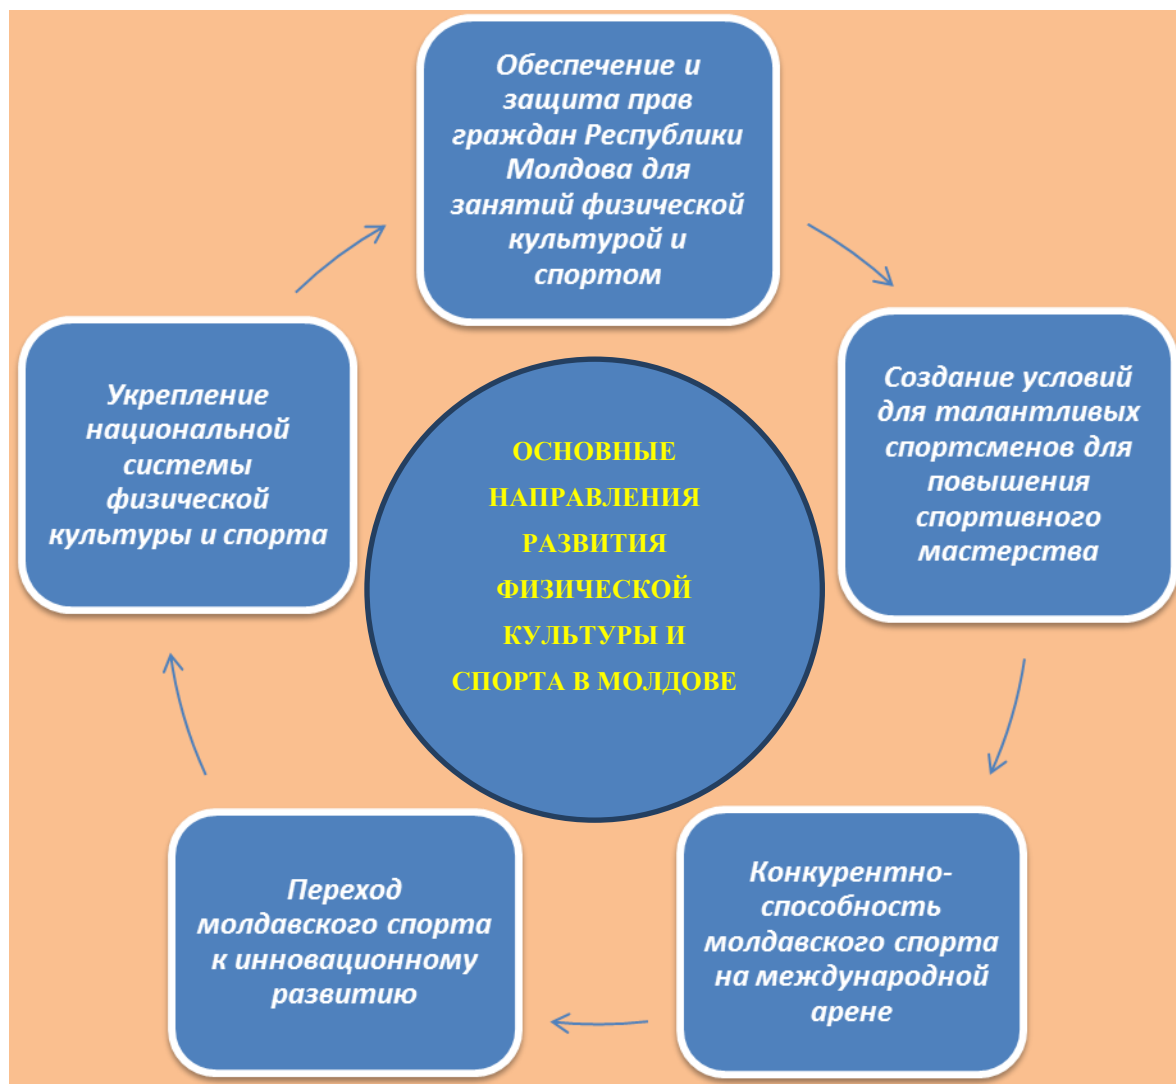 Обеспечение и
защита прав
граждан Республики
Молдова для
занятий физической
культурой и
спортом
Создание условий
для талантливых
спортсменов для
повышения
спортивного
мастерства
Конкурентно-
способность
молдавского спорта
на международной
арене
Переход
молдавского спорта
к инновационному
развитию
Укрепление
национальной
системы
физической
культуры и спорта
ОСНОВНЫЕ
НАПРАВЛЕНИЯ
РАЗВИТИЯ
ФИЗИЧЕСКОЙ
КУЛЬТУРЫ И
СПОРТА В МОЛДОВЕ